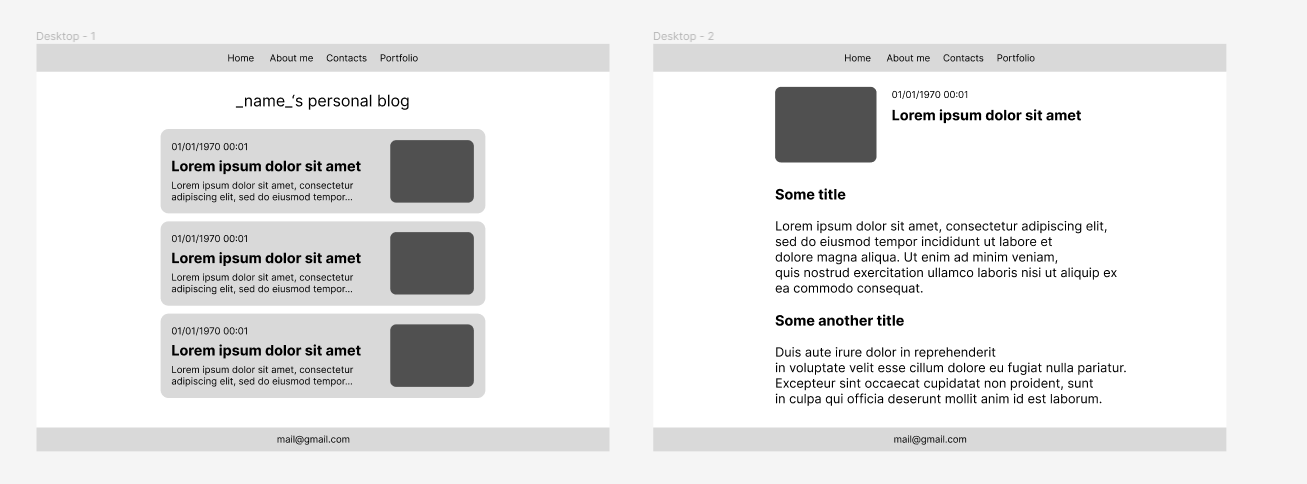 Desktop - 1
Home About me Contacts Portfolio
_name_‘s personal blog
01/01/1970 00:01
Lorem ipsum dolor sit amet
Lorem ipsum dolor sit amet, consectetur
adipiscing elit, sed do eiusmod tempor...
01/01/1970 00:01
Lorem ipsum dolor sit amet
Lorem ipsum dolor sit amet, consectetur
adipiscing elit, sed do eiusmod tempor...
01/01/1970 00:01
Lorem ipsum dolor sit amet
Lorem ipsum dolor sit amet, consectetur
adipiscing elit, sed do eiusmod tempor...
mail@gmail.com
Desktop - 2
Home About me Contacts Portfolio
01/01/1970 00:01
Lorem ipsum dolor sit amet
Some title
Lorem ipsum dolor sit amet, consectetur adipiscing elit,
sed do eiusmod tempor incididunt ut labore et
dolore magna aliqua. Ut enim ad minim veniam,
quis nostrud exercitation ullamco laboris nisi ut aliquip ex
ea commodo consequat.
Some another title
Duis aute irure dolor in reprehenderit
in voluptate velit esse cillum dolore eu fugiat nulla pariatur.
Excepteur sint occaecat cupidatat non proident, sunt
in culpa qui officia deserunt mollit anim id est laborum.
mail@gmail.com